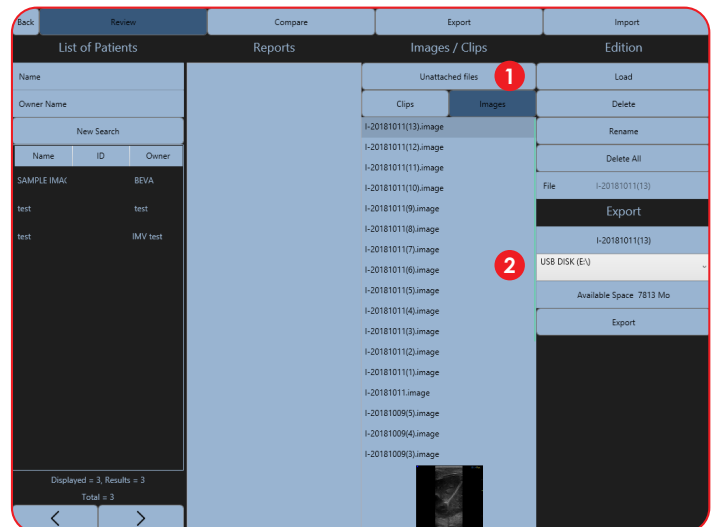 Back
Review
Compare
Export
Import
List of Patients
Reports
Images / Clips
Edition
Name
Owner Name
New Search
Name ID Owner
SAMPLE IMA BEVA
test test
test IMV test
Displayed = 3, Results = 3
Total = 3
<
>
Unattached files
1
Clips
Images
I-20181011(13).image
I-20181011(12).image
I-20181011(11).image
I-20181011(10).image
I-20181011(9).image
I-20181011(8).image
I-20181011(7).image
I-20181011(6).image
I-20181011(5).image
I-20181011(4).image
I-20181011(3).image
I-20181011(2).image
I-20181011(1).image
I-20181011.image
I-20181009(5).image
I-20181009(4).image
I-20181009(3).image
Load
Delete
Rename
Delete All
File I-20181011(13)
Export
I-20181011(13)
2
USB DISK (E:\)
Available Space 7813 Mo
Export